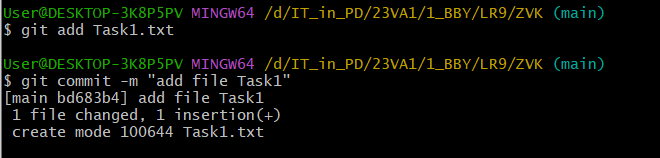 User@DESKTOP-3K8P5PV MINGW64 /d/IT_in_PD/23VA1/1_BBY/LR9/ZVK (main)
$ git add Task1.txt
User@DESKTOP-3K8P5PV MINGW64 /d/IT_in_PD/23VA1/1_BBY/LR9/ZVK (main)
$ git commit -m "add file Task1"
[main bd683b4] add file Task1
 1 file changed, 1 insertion(+)
 create mode 100644 Task1.txt